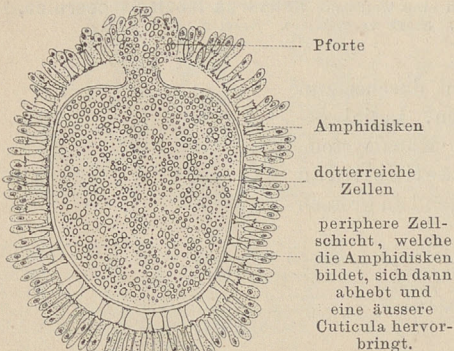 Pforte
Amphidisken
dotterreiche
Zellen
periphere Zell-
schicht, welche
die Amphidisken
bildet, sich dann
abhebt und
eine äussere
Cuticula hervor-
bringt.